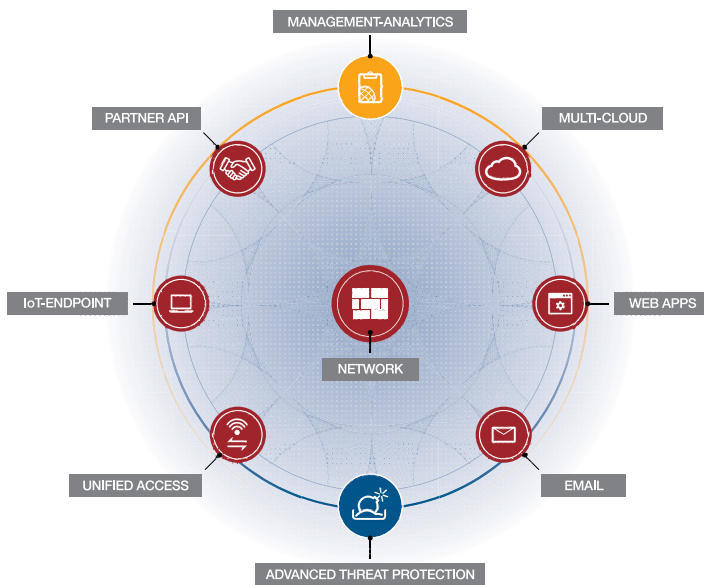 MANAGEMENT-ANALYTICS
PARTNER API
MULTI-CLOUD
IoT-ENDPOINT
WEB APPS
NETWORK
UNIFIED ACCESS
EMAIL
ADVANCED THREAT PROTECTION